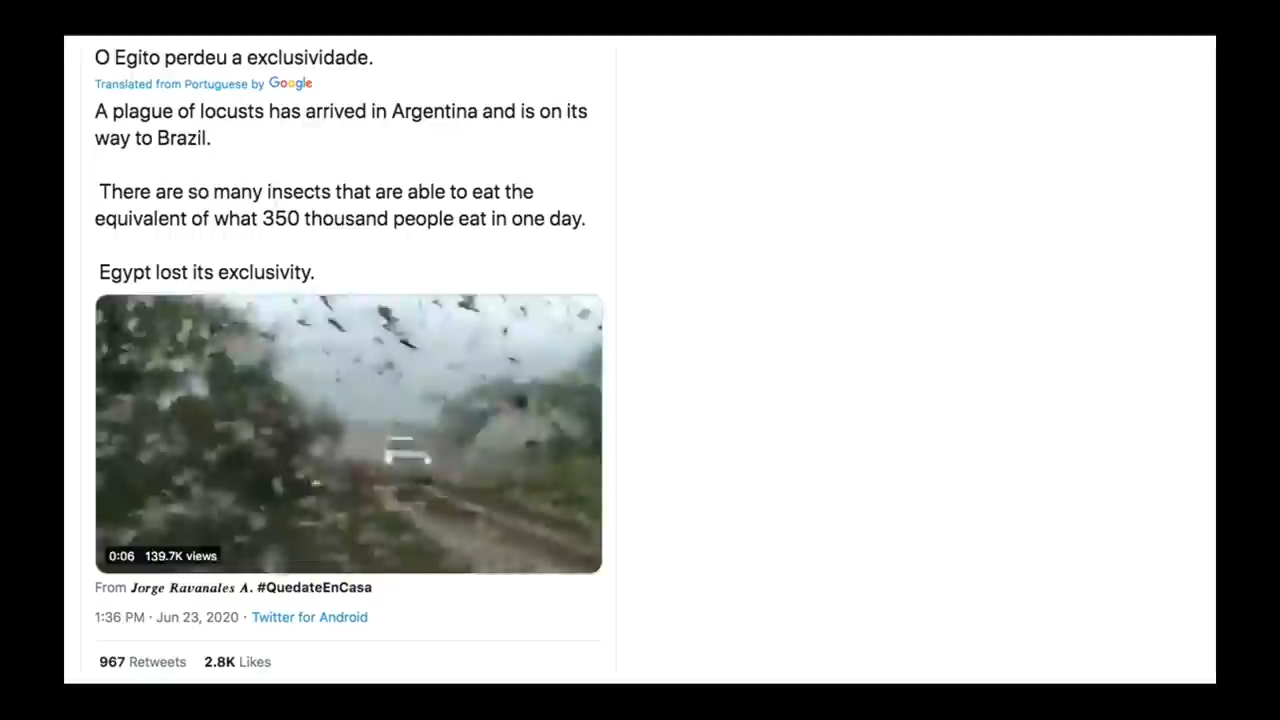 O Egito perdeu a exclusividade.
Translated from Portuguese by Google
A plague of locusts has arrived in Argentina and is on its
way to Brazil.
There are so many insects that are able to eat the
equivalent of what 350 thousand people eat in one day.
Egypt lost its exclusivity.
0:06 139.7K views
From Jorge Ravanales A. #QuedateEnCasa
1:36 PM · Jun 23, 2020 · Twitter for Android
967 Retweets 2.8K Likes